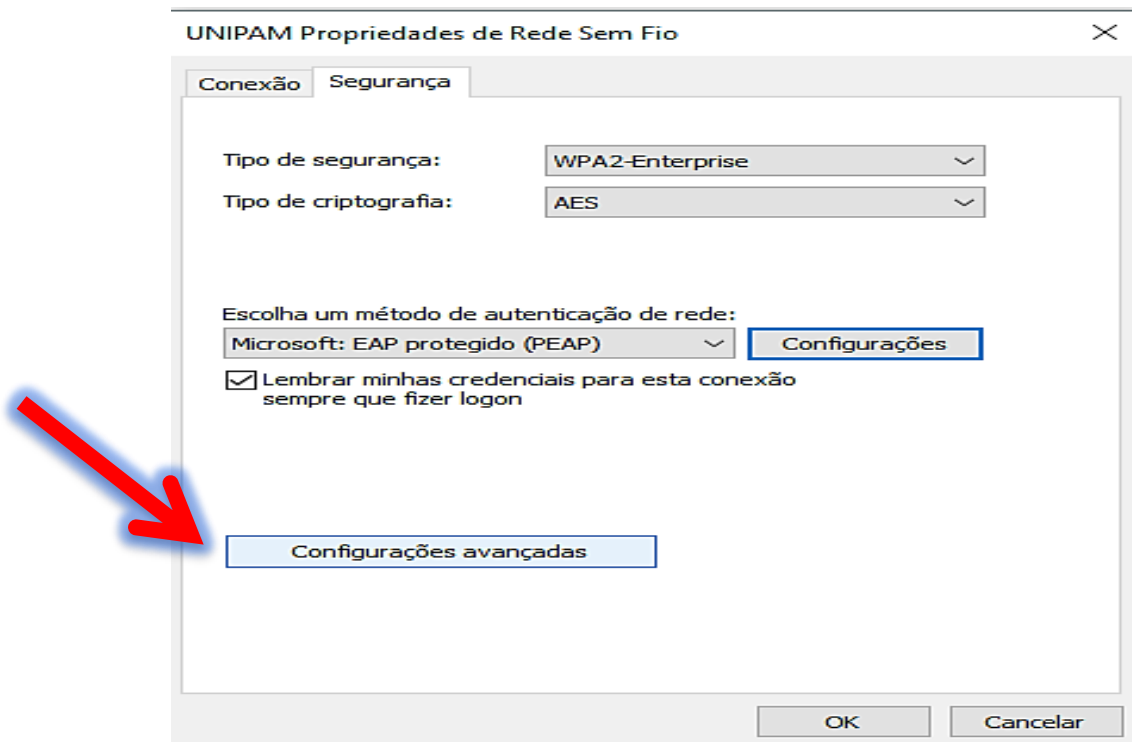 UNIPAM Propriedades de Rede Sem Fio
Conexão Segurança
Tipo de segurança: WPA2-Enterprise
Tipo de criptografia: AES
Escolha um método de autenticação de rede:
Microsoft: EAP protegido (PEAP) Configurações
Lembrar minhas credenciais para esta conexão
sempre que fizer logon
Configurações avançadas
OK Cancelar